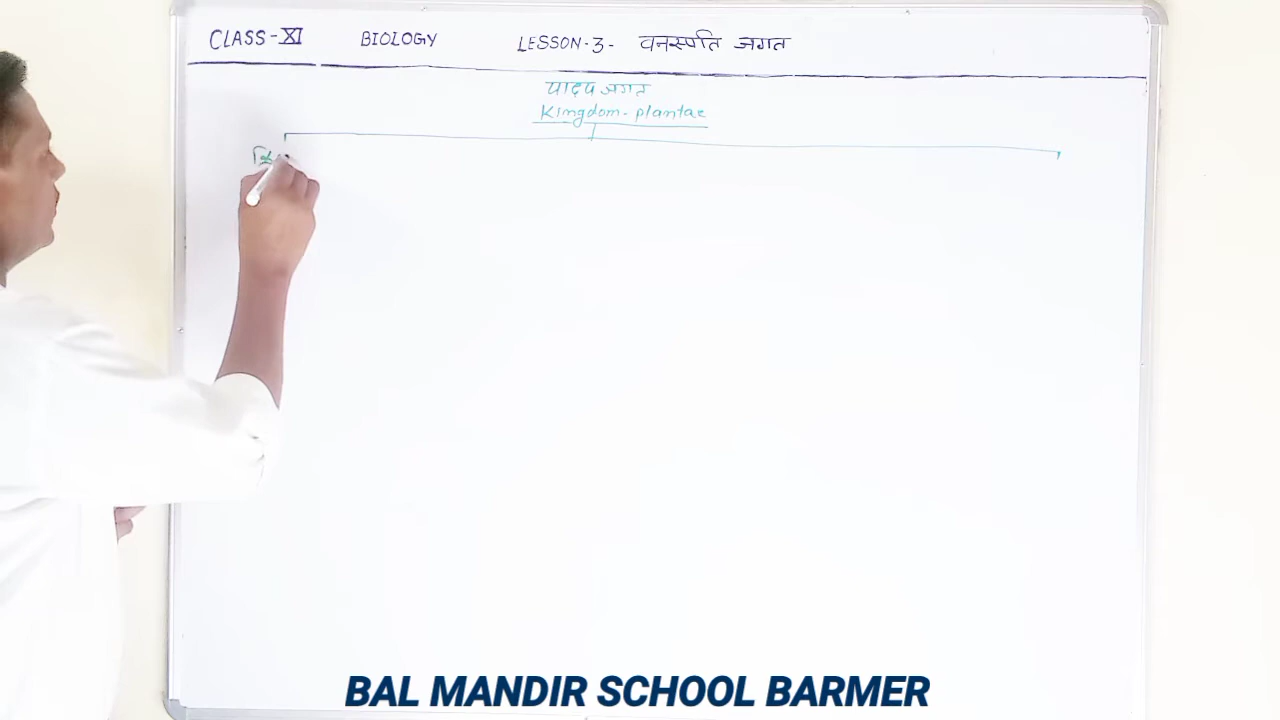 CLASS-XI BIOLOGY LESSON-3- वनस्पति जगत
पादप जगत
Kingdom-plantae
BAL MANDIR SCHOOL BARMER